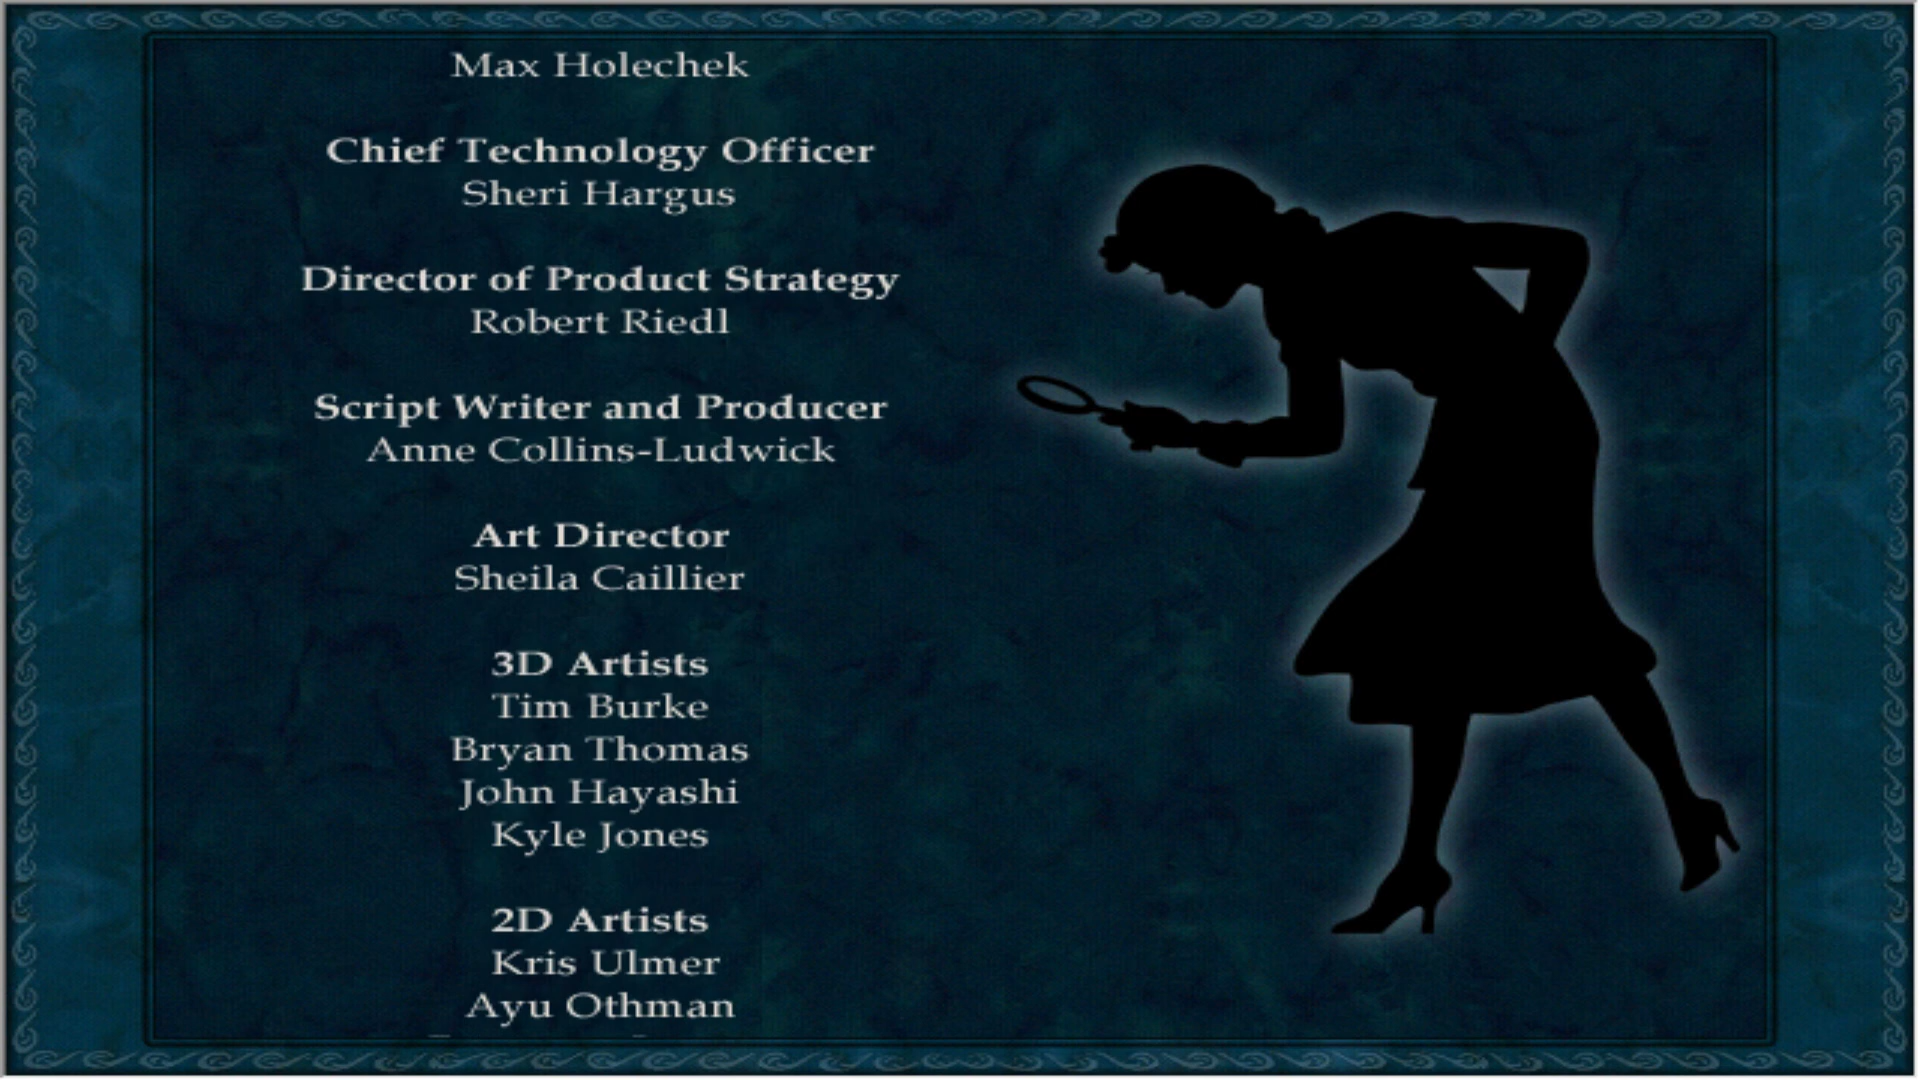 Max Holechek
Chief Technology Officer
Sheri Hargus
Director of Product Strategy
Robert Riedl
Script Writer and Producer
Anne Collins-Ludwick
Art Director
Sheila Caillier
3D Artists
Tim Burke
Bryan Thomas
John Hayashi
Kyle Jones
2D Artists
Kris Ulmer
Ayu Othman